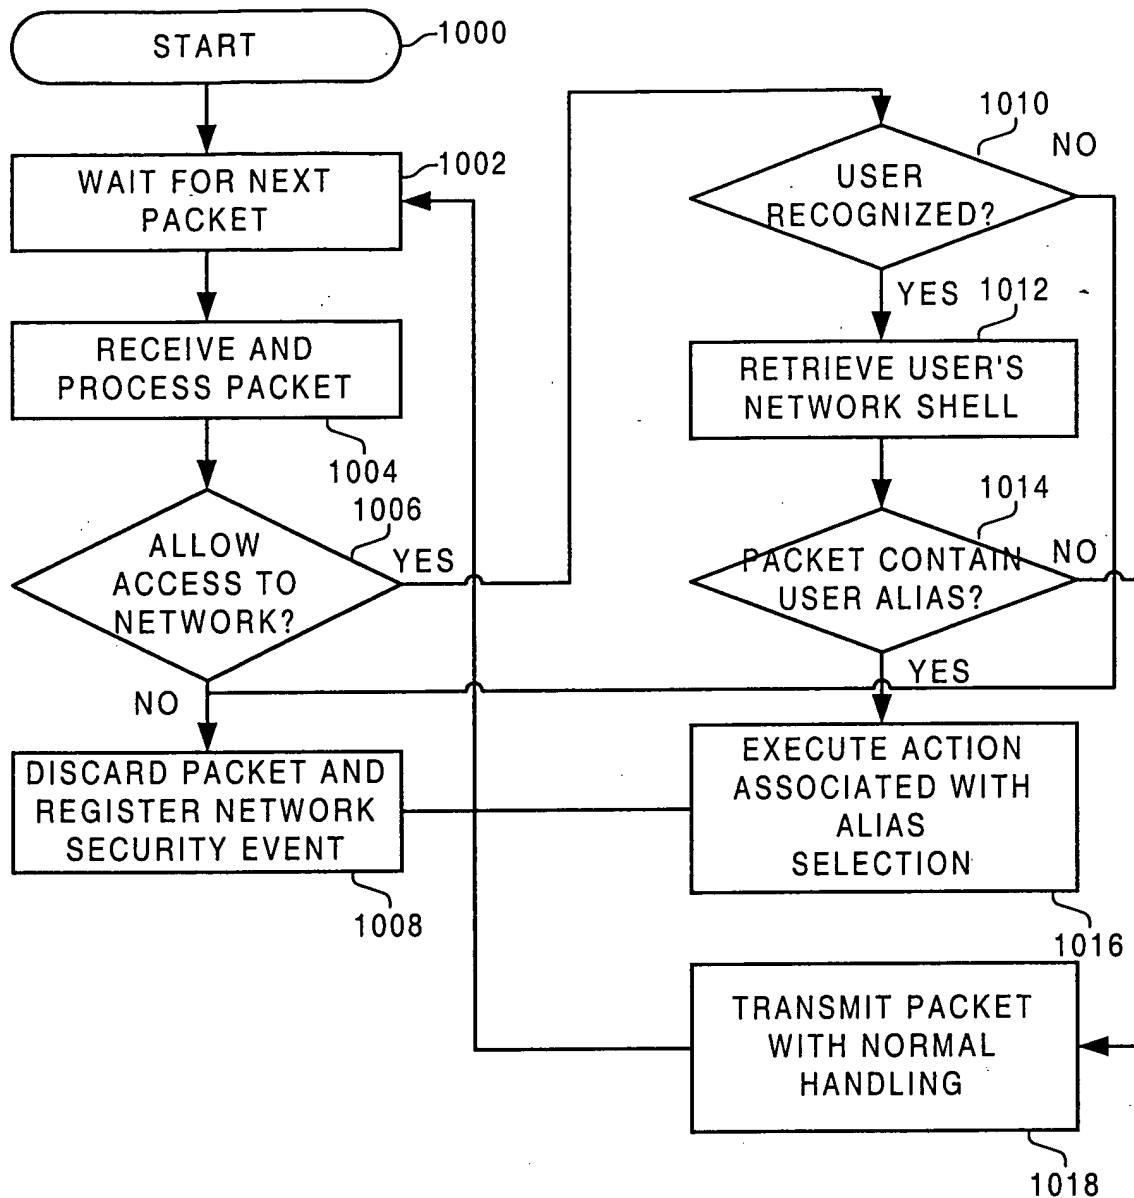 START
1000
WAIT FOR NEXT
PACKET
1002
RECEIVE AND
PROCESS PACKET
1004
ALLOW
ACCESS TO
NETWORK?
1006
YES
NO
DISCARD PACKET AND
REGISTER NETWORK
SECURITY EVENT
1008
USER
RECOGNIZED?
1010
NO
YES
RETRIEVE USER'S
NETWORK SHELL
1012
PACKET CONTAIN
USER ALIAS?
1014
NO
YES
EXECUTE ACTION
ASSOCIATED WITH
ALIAS
SELECTION
1016
TRANSMIT PACKET
WITH NORMAL
HANDLING
1018